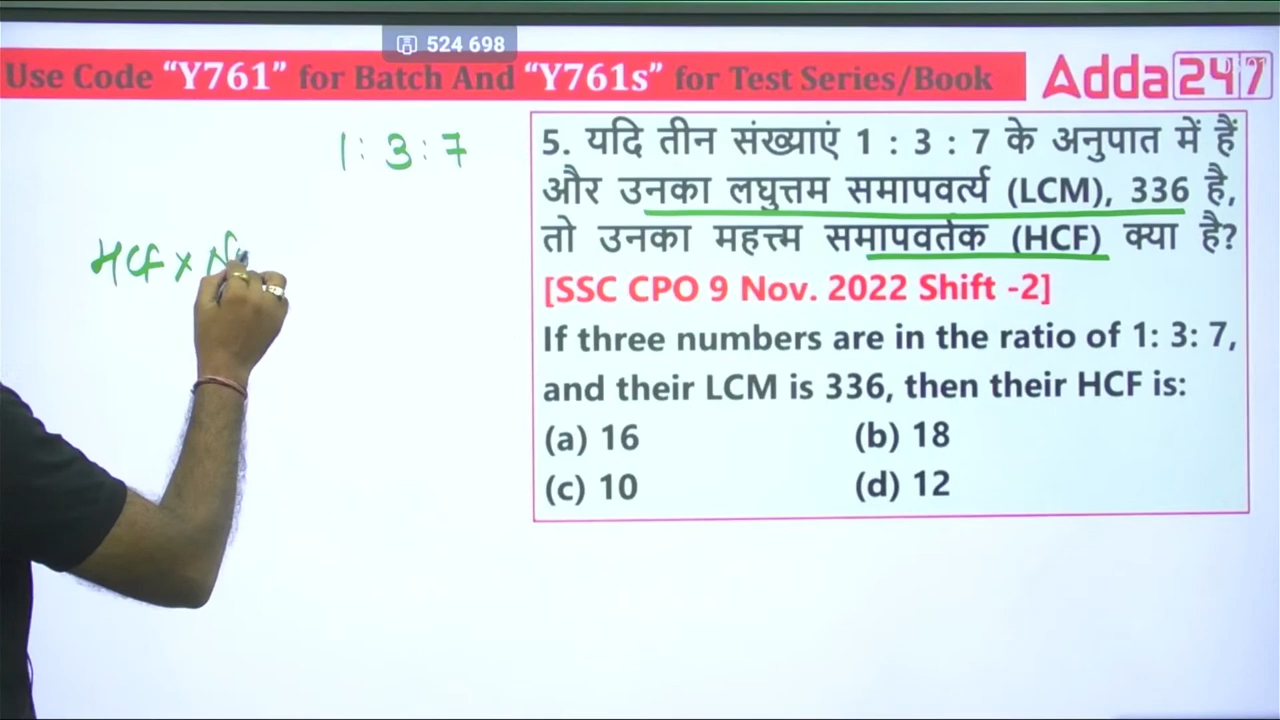 524 698
Use Code “Y761” for Batch And “Y761s” for Test Series/Book
Adda247
1 : 3 : 7
HCF x
5. यदि तीन संख्याएं 1 : 3 : 7 के अनुपात में हैं
और उनका लघुत्तम समापवर्त्य (LCM), 336 है,
तो उनका महत्त्म समापवर्तक (HCF) क्या है?
[SSC CPO 9 Nov. 2022 Shift -2]
If three numbers are in the ratio of 1: 3: 7,
and their LCM is 336, then their HCF is:
(a) 16 (b) 18
(c) 10 (d) 12